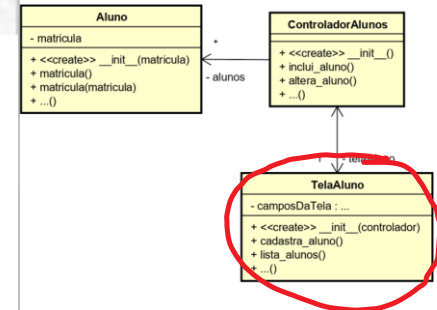 Aluno
- matricula
+ <<create>> __init__(matricula)
+ matricula()
+ matricula(matricula)
+ ...()
*
- alunos
ControladorAlunos
+ <<create>> __init__()
+ inclui_aluno()
+ altera_aluno()
+ ...()
TelaAluno
- camposDaTela : ...
+ <<create>> __init__(controlador)
+ cadastra_aluno()
+ lista_alunos()
+ ...()